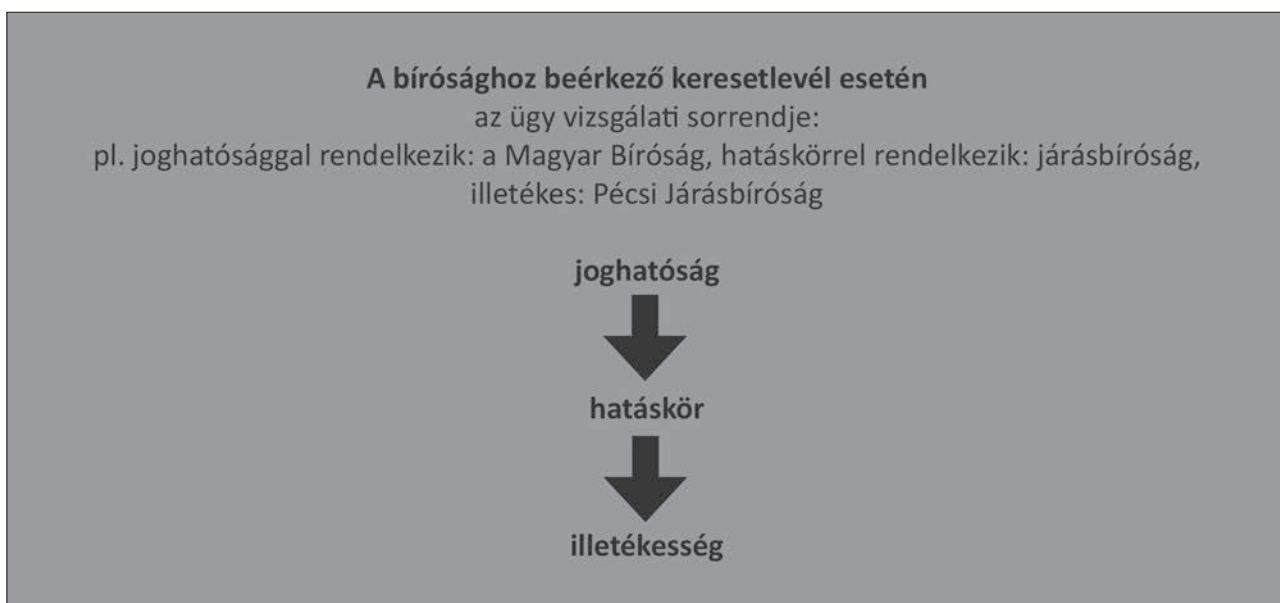 A bírósághoz beérkező keresetlevél esetén
az ügy vizsgálati sorrendje:
pl. joghatósággal rendelkezik: a Magyar Bíróság, hatáskörrel rendelkezik: járásbíróság,
illetékes: Pécsi Járásbíróság
joghatóság
hatáskör
illetékesség